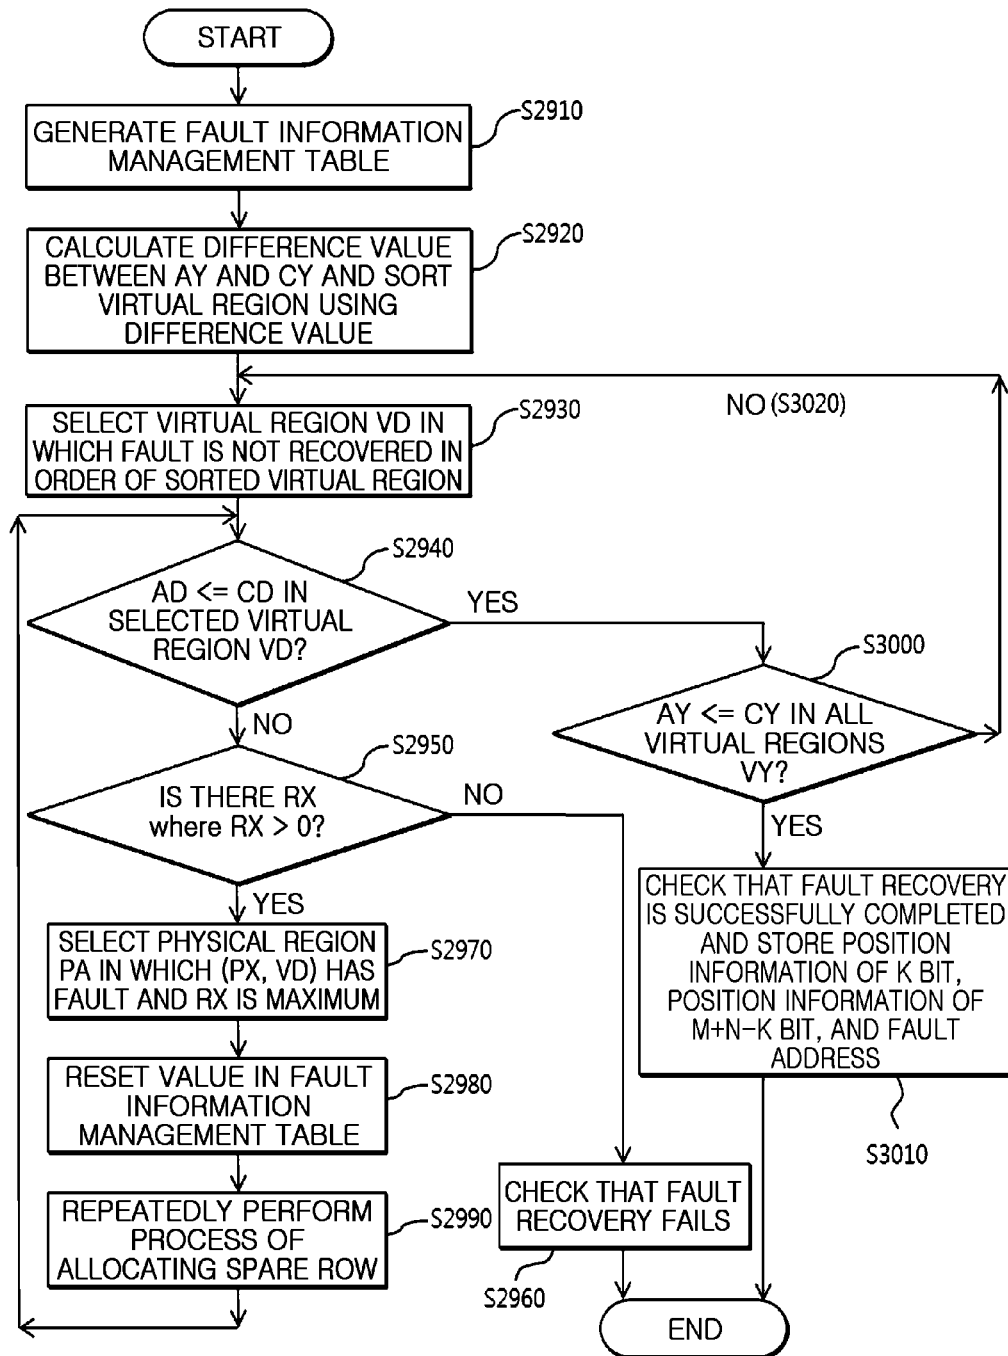 START
S2910
GENERATE FAULT INFORMATION
MANAGEMENT TABLE
S2920
CALCULATE DIFFERENCE VALUE
BETWEEN AY AND CY AND SORT
VIRTUAL REGION USING
DIFFERENCE VALUE
NO (S3020)
S2930
SELECT VIRTUAL REGION VD IN
WHICH FAULT IS NOT RECOVERED IN
ORDER OF SORTED VIRTUAL REGION
S2940
AD <= CD IN
SELECTED VIRTUAL
REGION VD?
YES
NO
S3000
AY <= CY IN ALL
VIRTUAL REGIONS
VY?
YES
S2950
IS THERE RX
where RX > 0?
NO
YES
CHECK THAT FAULT RECOVERY
IS SUCCESSFULLY COMPLETED
AND STORE POSITION
INFORMATION OF K BIT,
POSITION INFORMATION OF
M+N-K BIT, AND FAULT
ADDRESS
S3010
SELECT PHYSICAL REGION
PA IN WHICH (PX, VD) HAS
FAULT AND RX IS MAXIMUM
S2970
RESET VALUE IN FAULT
INFORMATION
MANAGEMENT TABLE
S2980
REPEATEDLY PERFORM
PROCESS OF
ALLOCATING SPARE ROW
S2990
CHECK THAT FAULT
RECOVERY FAILS
S2960
END